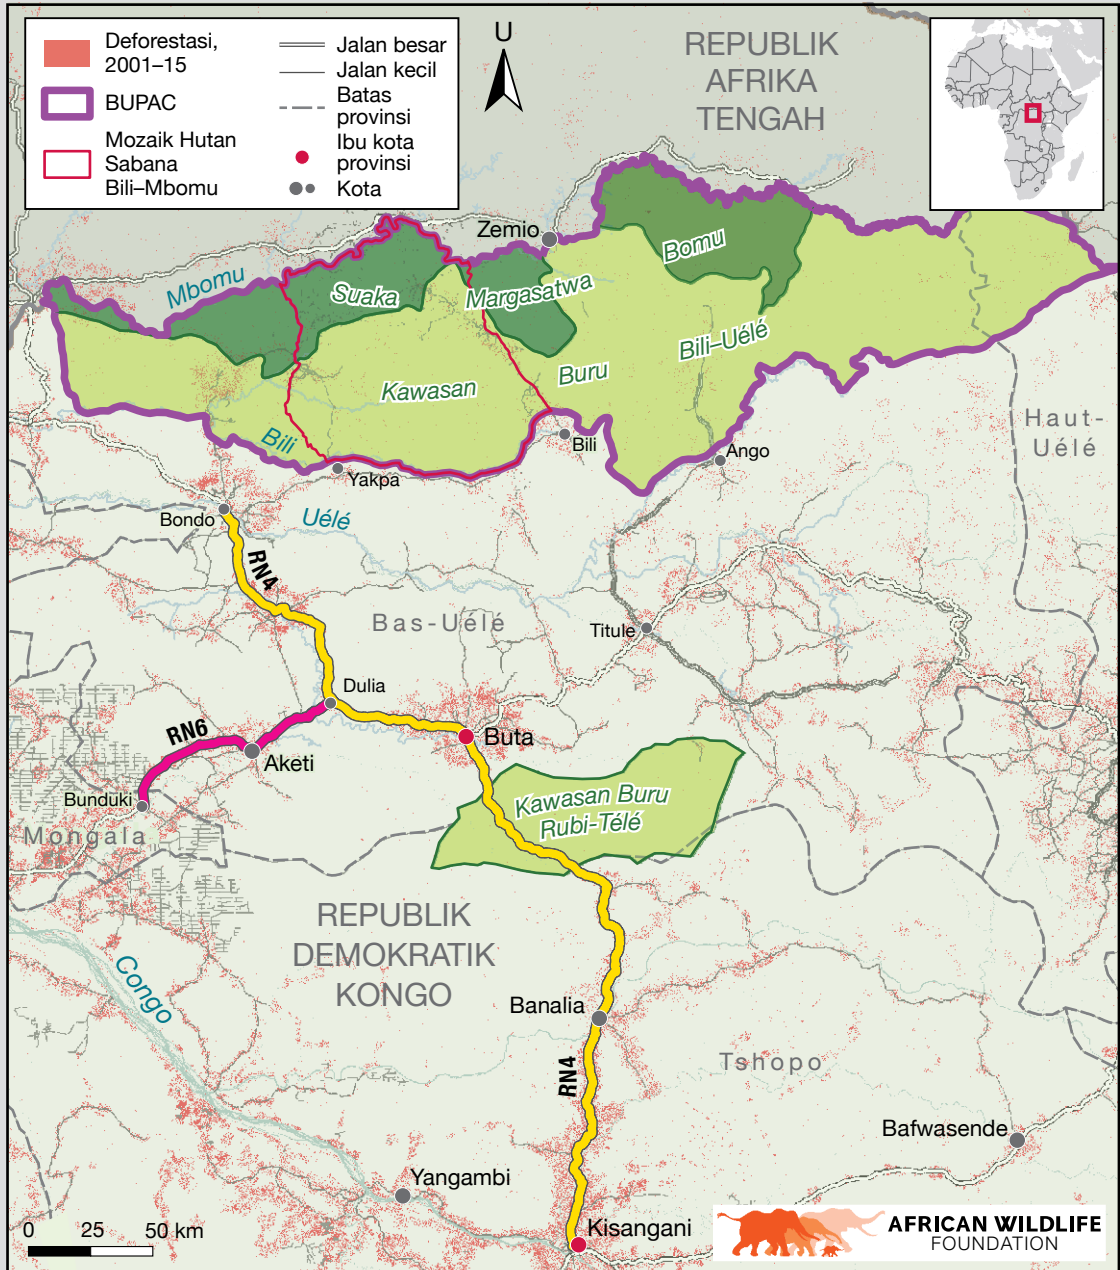 Deforestasi,
2001–15
BUPAC
Mozaik Hutan
Sabana
Bili–Mbomu
Jalan besar
Jalan kecil
Batas
provinsi
Ibu kota
provinsi
Kota
U
REPUBLIK
AFRIKA
TENGAH
Zemio
Bomu
Mbomu
Suaka
Margasatwa
Bili–Uélé
Buru
Kawasan
Haut-
Uélé
Bili
Bili
Ango
Yakpa
Bondo
Uélé
RN4
Bas-Uélé
Titule
Dulia
RN6
Buta
Aketi
Bunduki
Kawasan Buru
Rubi-Télé
Mongala
REPUBLIK
DEMOKRATIK
KONGO
Congo
Banalia
Tshopo
RN4
Bafwasende
Yangambi
Kisangani
0 25 50 km
AFRICAN WILDLIFE
FOUNDATION